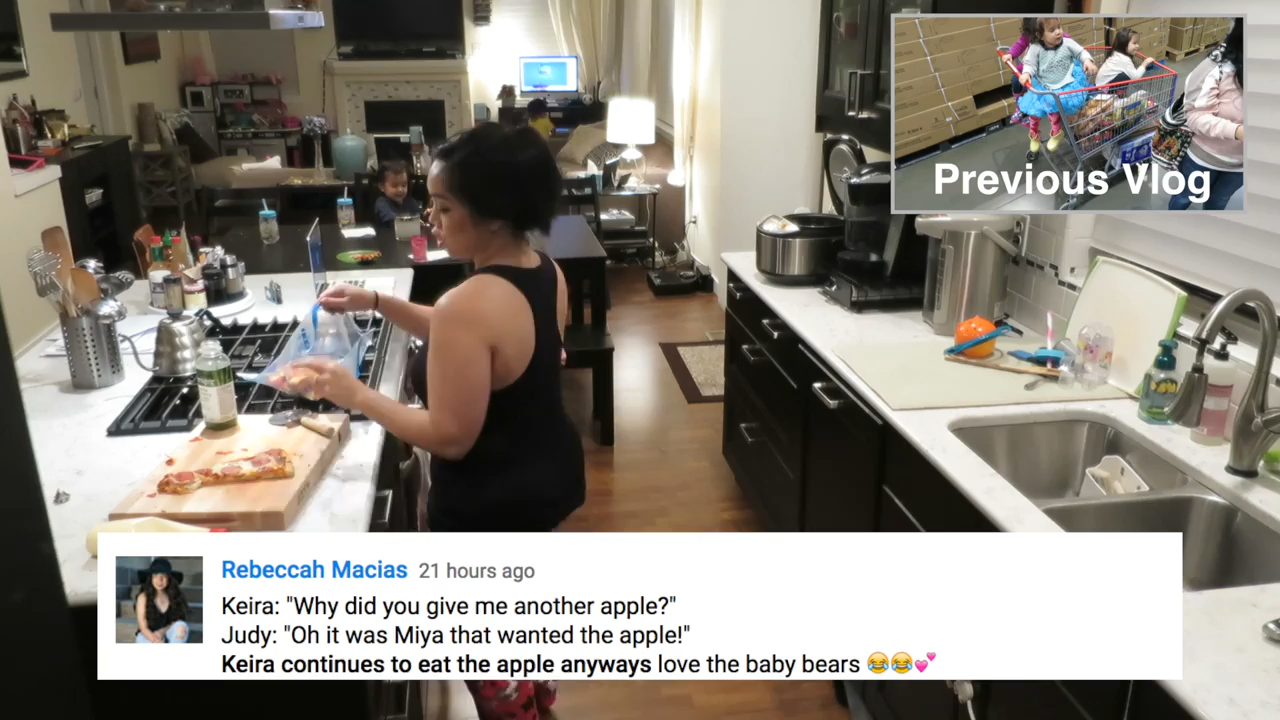 Previous Vlog
Rebeccah Macias 21 hours ago
Keira: "Why did you give me another apple?"
Judy: "Oh it was Miya that wanted the apple!"
Keira continues to eat the apple anyways love the baby bears 😂😂💕